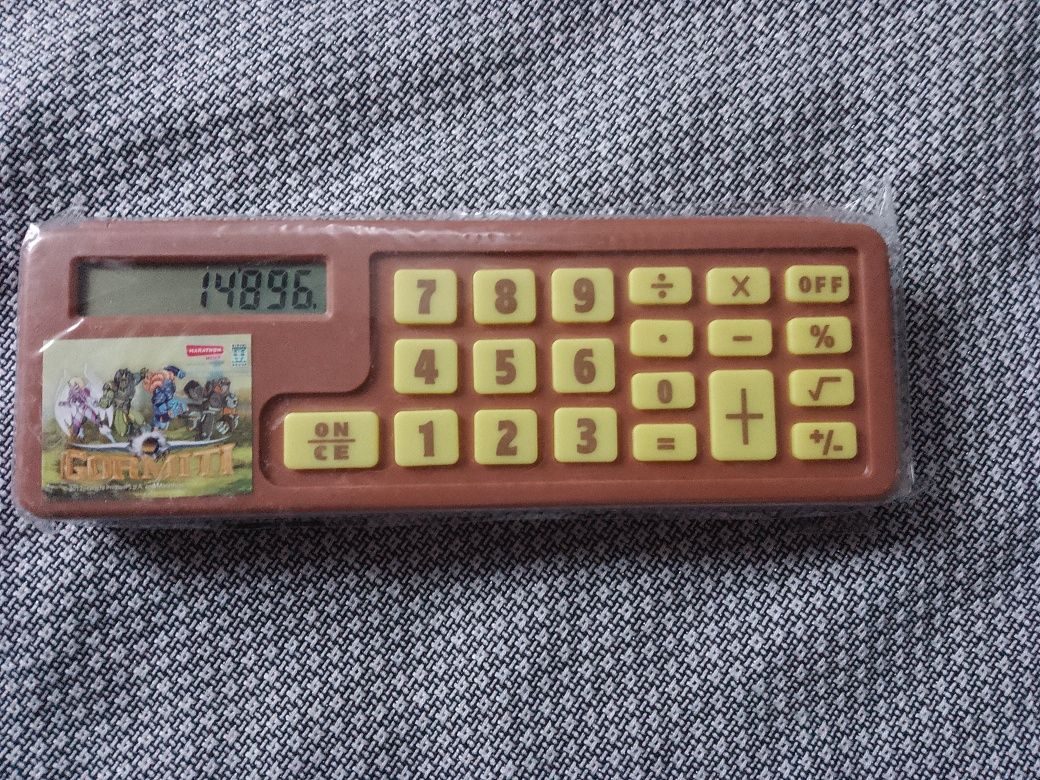 14896.
MARATHON
GORMITI
ON
CE
7 8 9 ÷ X OFF
4 5 6 . − %
1 2 3 0 + √
= +/-